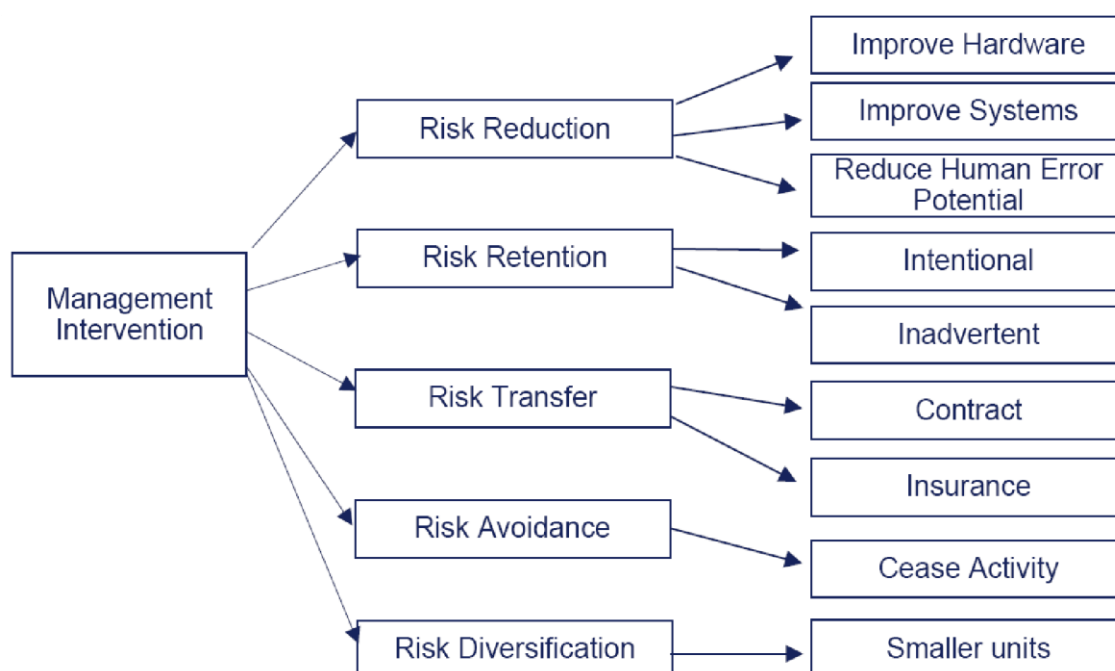 Management
Intervention
Risk Reduction
Risk Retention
Risk Transfer
Risk Avoidance
Risk Diversification
Improve Hardware
Improve Systems
Reduce Human Error
Potential
Intentional
Inadvertent
Contract
Insurance
Cease Activity
Smaller units